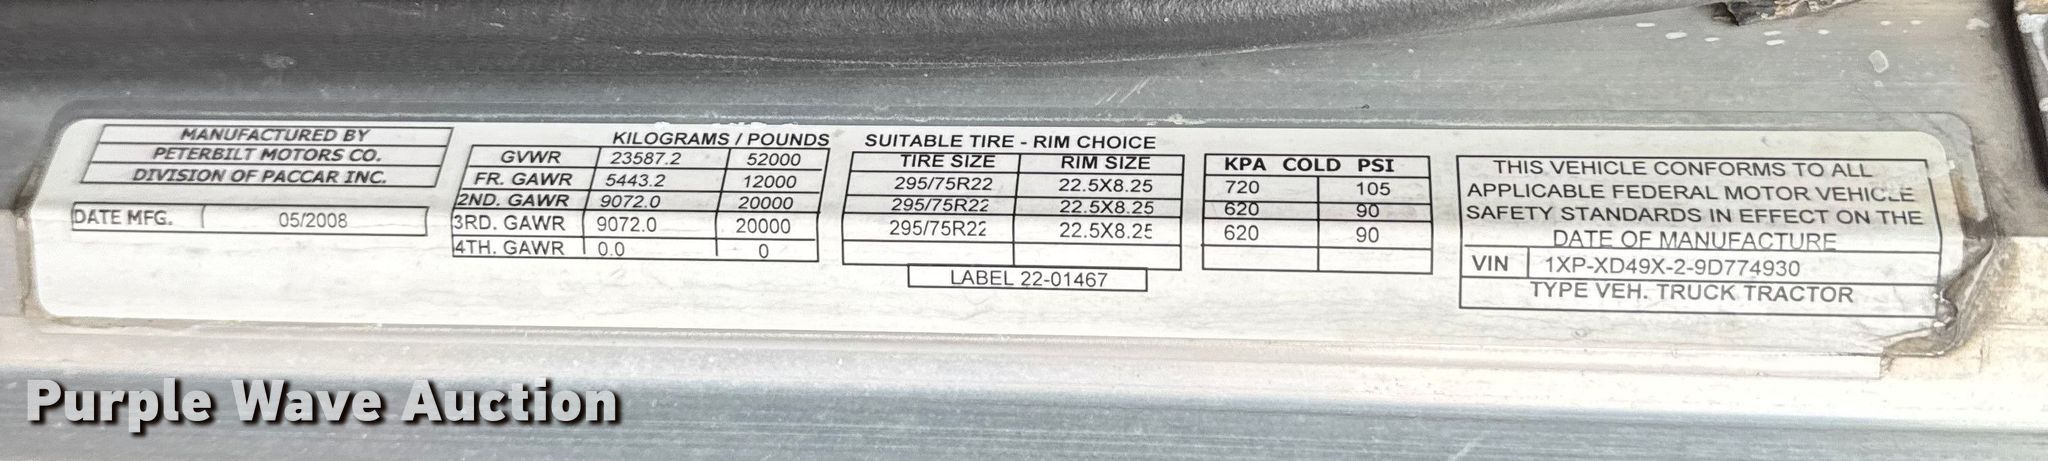 MANUFACTURED BY
PETERBILT MOTORS CO.
DIVISION OF PACCAR INC.
DATE MFG. 05/2008
KILOGRAMS / POUNDS
GVWR 23587.2 52000
FR. GAWR 5443.2 12000
2ND. GAWR 9072.0 20000
3RD. GAWR 9072.0 20000
4TH. GAWR 0.0 0
SUITABLE TIRE - RIM CHOICE
TIRE SIZE RIM SIZE
295/75R22 22.5X8.25
295/75R22 22.5X8.25
295/75R22 22.5X8.25
LABEL 22-01467
KPA COLD PSI
720 105
620 90
620 90
THIS VEHICLE CONFORMS TO ALL
APPLICABLE FEDERAL MOTOR VEHICLE
SAFETY STANDARDS IN EFFECT ON THE
DATE OF MANUFACTURE
VIN 1XP-XD49X-2-9D774930
TYPE VEH. TRUCK TRACTOR
Purple Wave Auction